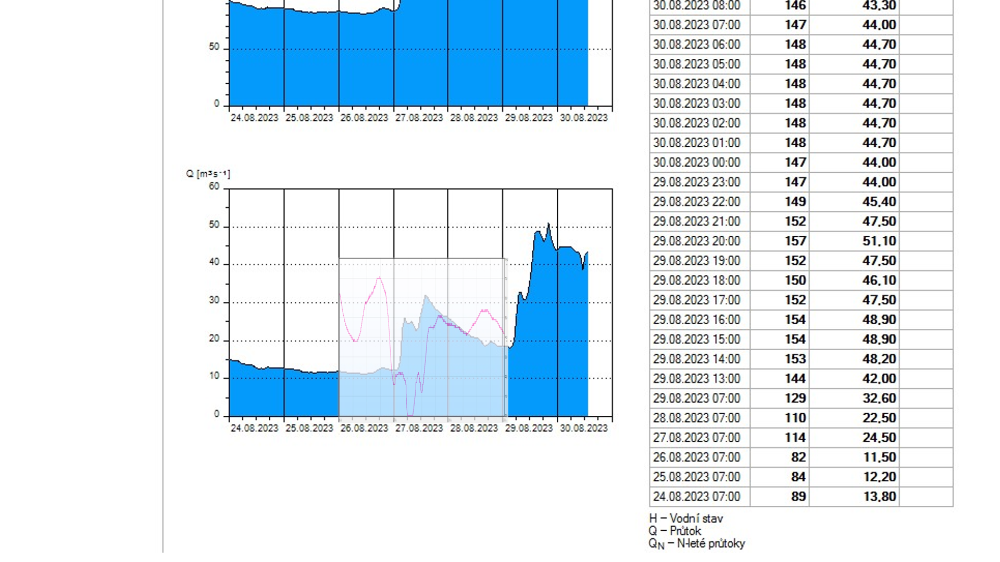 50
0
24.08.2023 25.08.2023 26.08.2023 27.08.2023 28.08.2023 29.08.2023 30.08.2023
Q [m³s⁻¹]
60
50
40
30
20
10
0
24.08.2023 25.08.2023 26.08.2023 27.08.2023 28.08.2023 29.08.2023 30.08.2023
30.08.2023 08:00 146 43,30
30.08.2023 07:00 147 44,00
30.08.2023 06:00 148 44,70
30.08.2023 05:00 148 44,70
30.08.2023 04:00 148 44,70
30.08.2023 03:00 148 44,70
30.08.2023 02:00 148 44,70
30.08.2023 01:00 148 44,70
30.08.2023 00:00 147 44,00
29.08.2023 23:00 147 44,00
29.08.2023 22:00 149 45,40
29.08.2023 21:00 152 47,50
29.08.2023 20:00 157 51,10
29.08.2023 19:00 152 47,50
29.08.2023 18:00 150 46,10
29.08.2023 17:00 152 47,50
29.08.2023 16:00 154 48,90
29.08.2023 15:00 154 48,90
29.08.2023 14:00 153 48,20
29.08.2023 13:00 144 42,00
29.08.2023 07:00 129 32,60
28.08.2023 07:00 110 22,50
27.08.2023 07:00 114 24,50
26.08.2023 07:00 82 11,50
25.08.2023 07:00 84 12,20
24.08.2023 07:00 89 13,80
H – Vodní stav
Q – Průtok
Q_N – N-leté průtoky